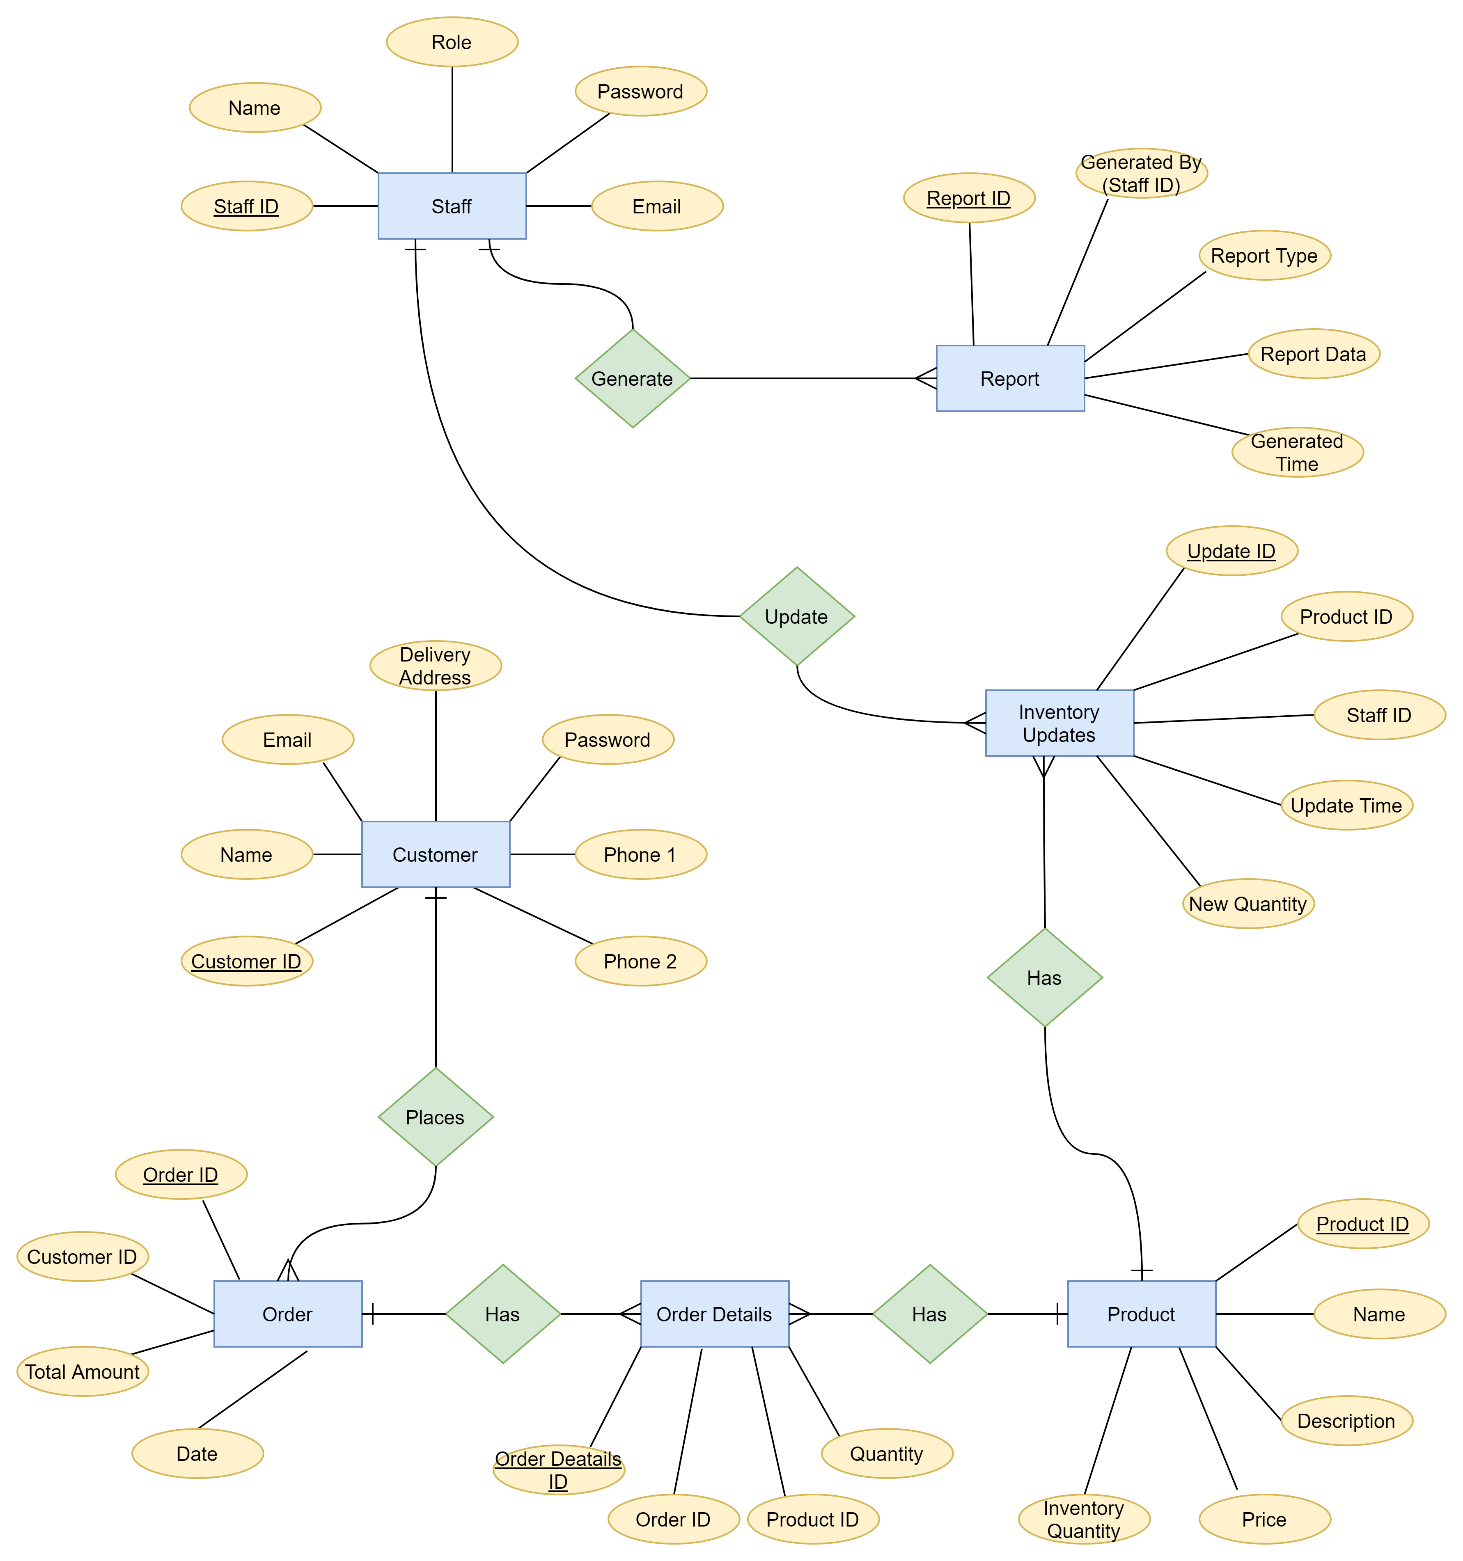 Role
Password
Name
Staff ID
Staff
Email
Generated By
(Staff ID)
Report ID
Report Type
Report Data
Generate
Report
Generated
Time
Update ID
Update
Product ID
Delivery
Address
Inventory
Updates
Staff ID
Email
Password
Update Time
Name
Customer
Phone 1
New Quantity
Customer ID
Phone 2
Has
Places
Order ID
Product ID
Customer ID
Order
Has
Order Details
Has
Product
Name
Total Amount
Description
Date
Order Deatails
ID
Quantity
Order ID
Product ID
Inventory
Quantity
Price